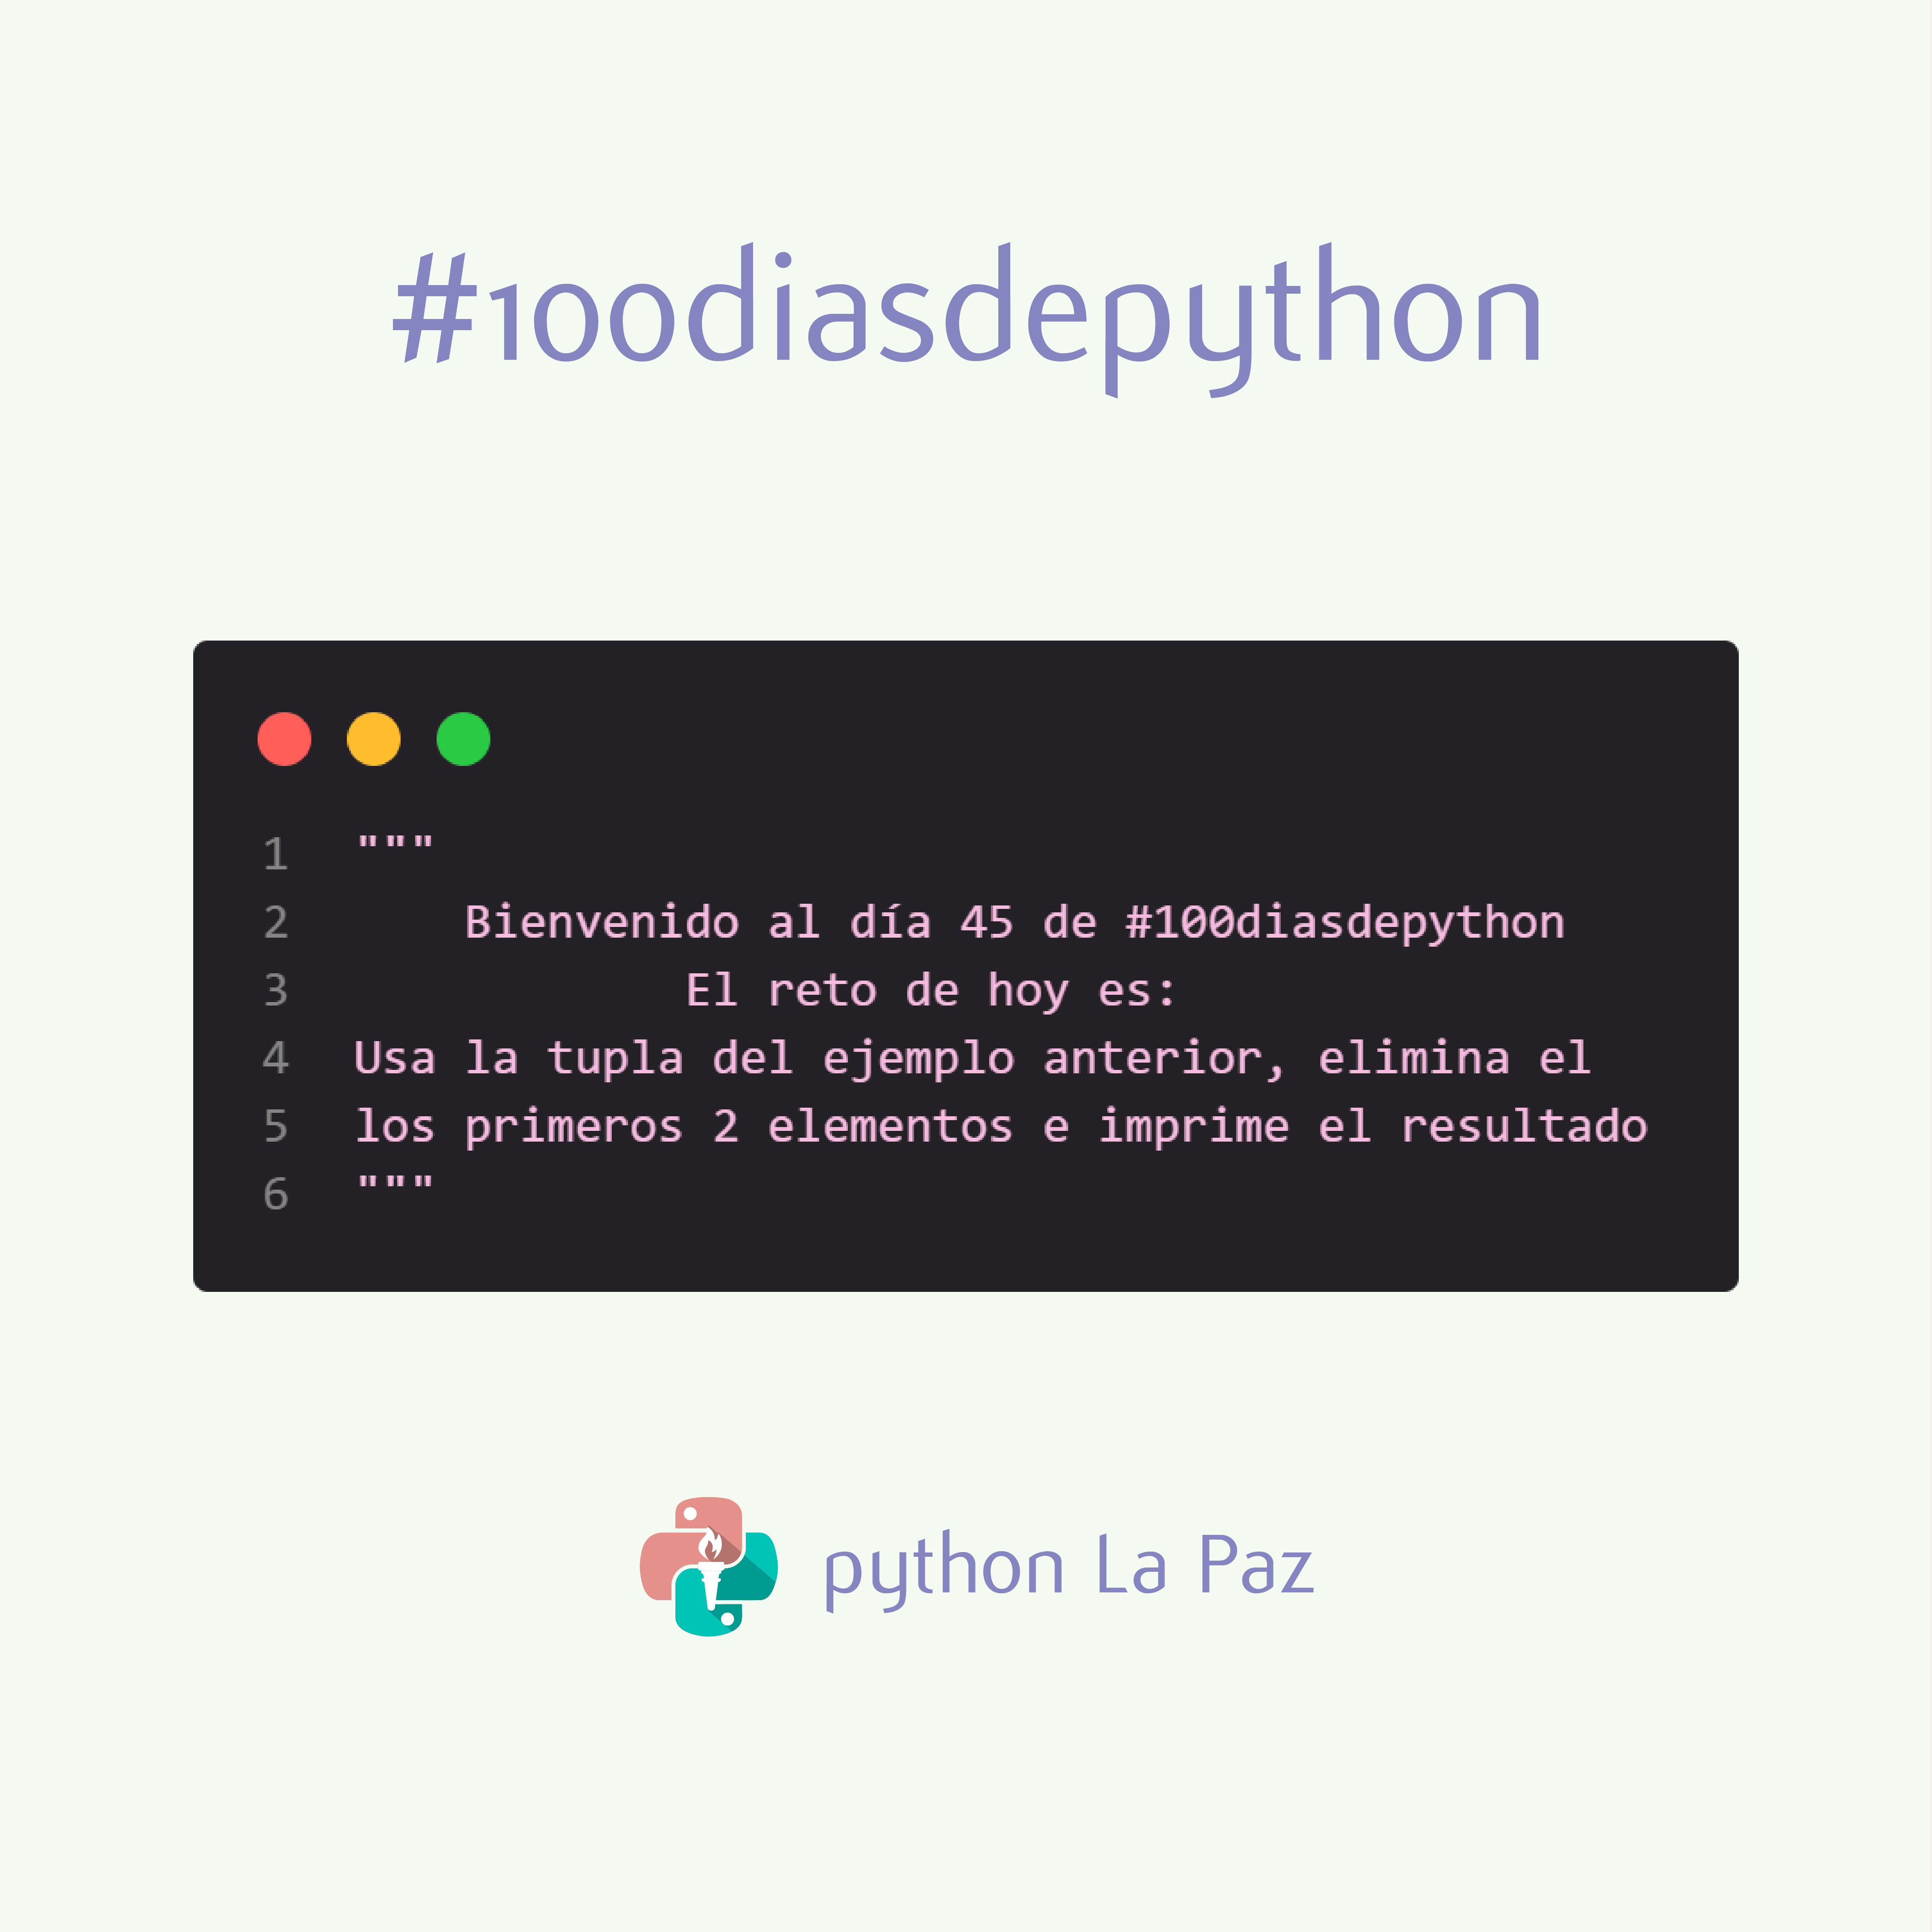 #100diasdepython
1 """
2 Bienvenido al día 45 de #100diasdepython
3 El reto de hoy es:
4 Usa la tupla del ejemplo anterior, elimina el
5 los primeros 2 elementos e imprime el resultado
6 """
python La Paz